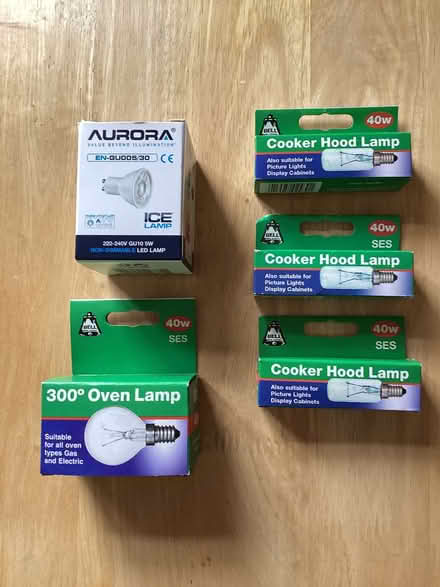 AURORA
VALUE BEYOND ILLUMINATION
EN-GU005/30 CE
ICE
LAMP
220-240V GU10 5W
NON-DIMMABLE LED LAMP
BELL
40w
SES
300º Oven Lamp
Suitable
for all oven
types Gas
and Electric
BELL
40w
Cooker Hood Lamp
Also suitable for
Picture Lights
Display Cabinets
BELL
40w
SES
Cooker Hood Lamp
Also suitable for
Picture Lights
Display Cabinets
BELL
40w
SES
Cooker Hood Lamp
Also suitable for
Picture Lights
Display Cabinets